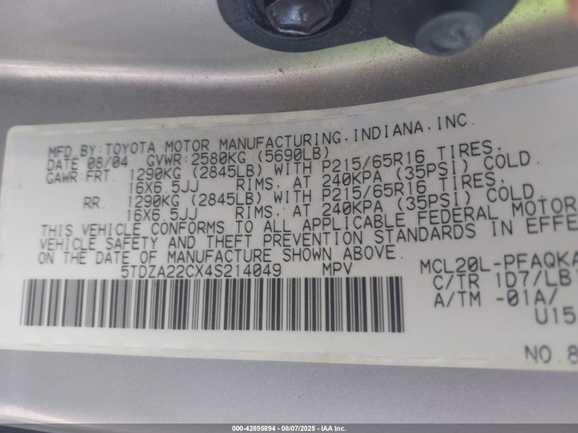 MFD.BY:TOYOTA MOTOR MANUFACTURING.INDIANA.INC.
DATE 08/04 GVWR:2580KG (5690LB)
GAWR FRT 1290KG (2845LB) WITH P215/65R16 TIRES.
16X6.5JJ RIMS. AT 240KPA (35PSI) COLD.
RR 1290KG (2845LB) WITH P215/65R16 TIRES.
16X6.5JJ RIMS. AT 240KPA (35PSI) COLD
THIS VEHICLE CONFORMS TO ALL APPLICABLE FEDERAL MOTOR
VEHICLE SAFETY AND THEFT PREVENTION STANDARDS IN EFFE
ON THE DATE OF MANUFACTURE SHOWN ABOVE.
5TDZA22CX4S214049 MPV MCL20L-PFAQKA
C/TR 1D7/LB
A/TM -01A/
U15
NO.8
000-42895894 - 08/07/2025 - IAA Inc.